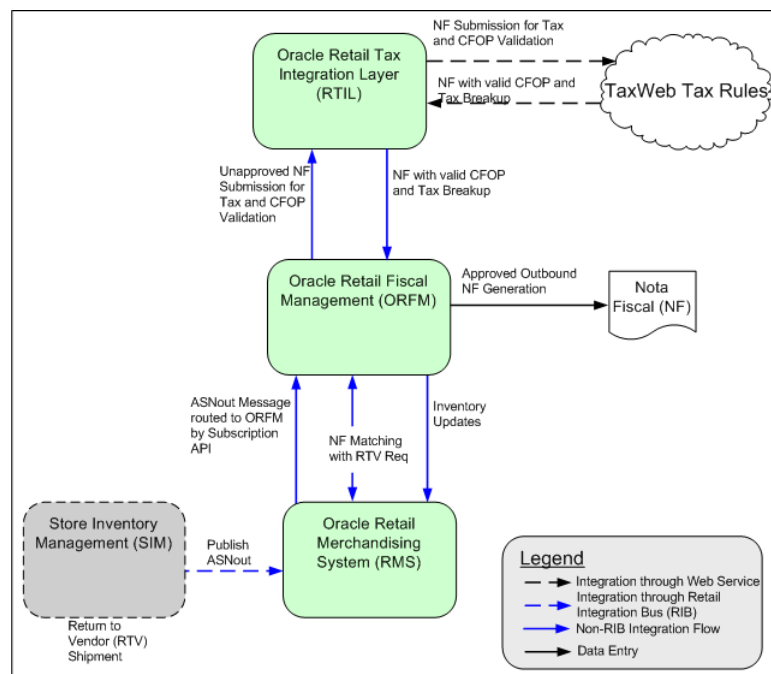 NF Submission for Tax
and CFOP Validation
Oracle Retail Tax
Integration Layer
(RTIL)
NF with valid CFOP and
Tax Breakup
TaxWeb Tax Rules
Unapproved NF
Submission for
Tax and CFOP
Validation
NF with valid CFOP
and Tax Breakup
Oracle Retail Fiscal
Management (ORFM)
Approved Outbound
NF Generation
Nota
Fiscal (NF)
ASNout Message
routed to ORFM
by Subscription
API
NF Matching
with RTV Req
Inventory
Updates
Store Inventory
Management (SIM)
Publish
ASNout
Oracle Retail
Merchandising
System (RMS)
Return to
Vendor (RTV)
Shipment
Legend
Integration through Web Service
Integration through Retail
Integration Bus (RIB)
Non-RIB Integration Flow
Data Entry